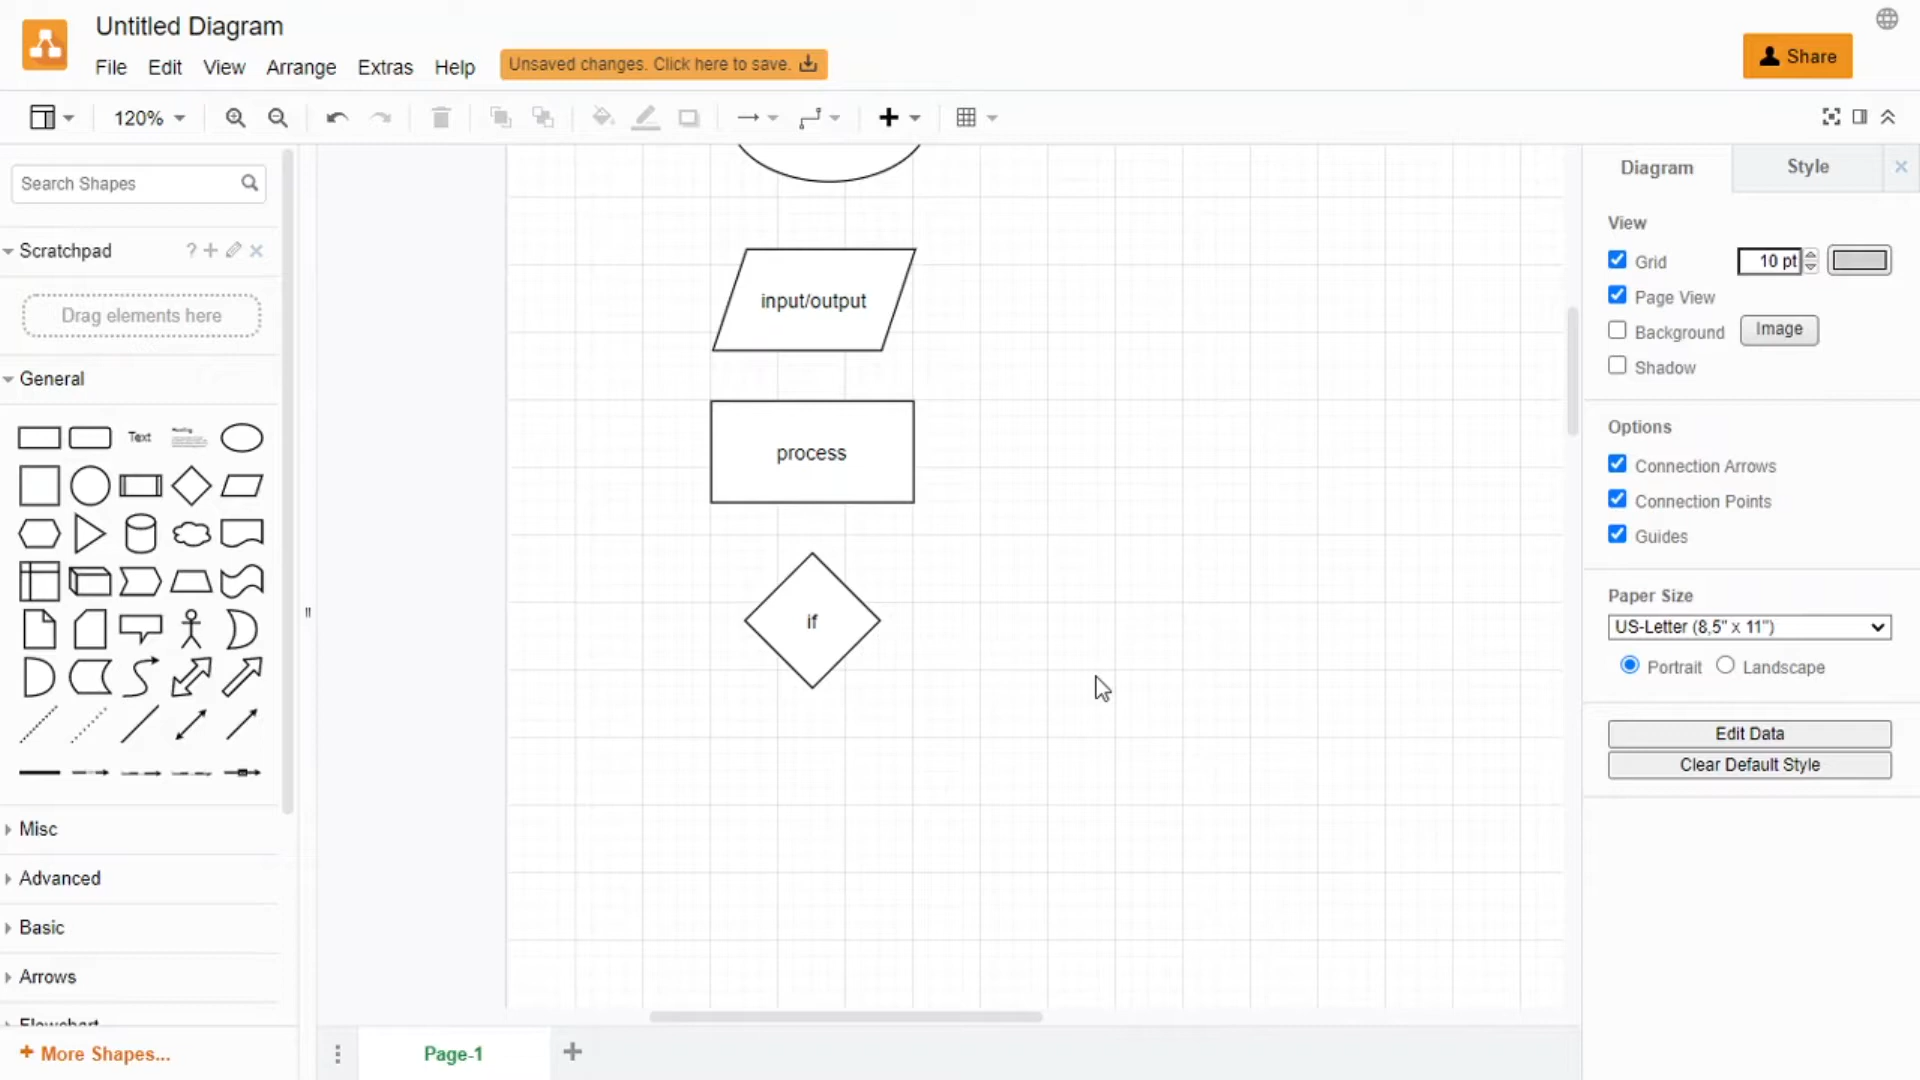 Untitled Diagram
File Edit View Arrange Extras Help
Unsaved changes. Click here to save.
Share
120%
Search Shapes
Scratchpad
?
Drag elements here
General
Text
Heading
Misc
Advanced
Basic
Arrows
Flowchart
+ More Shapes...
input/output
process
if
Page-1
Diagram
Style
View
Grid
10 pt
Page View
Background
Image
Shadow
Options
Connection Arrows
Connection Points
Guides
Paper Size
US-Letter (8,5" x 11")
Portrait
Landscape
Edit Data
Clear Default Style